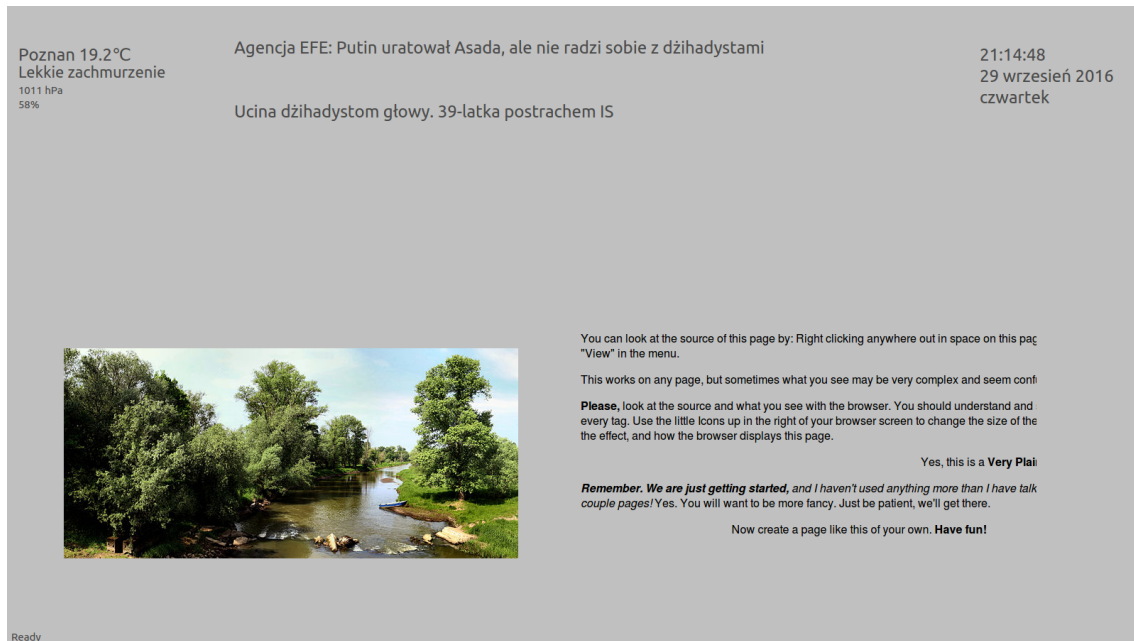 Poznan 19.2℃
Lekkie zachmurzenie
1011 hPa
58%
Agencja EFE: Putin uratował Asada, ale nie radzi sobie z dżihadystami
Ucina dżihadystom głowy. 39-latka postrachem IS
21:14:48
29 wrzesień 2016
czwartek
You can look at the source of this page by: Right clicking anywhere out in space on this
"View" in the menu.
This works on any page, but sometimes what you see may be very complex and seem
Please, look at the source and what you see with the browser. You should understand and
every tag. Use the little Icons up in the right of your browser screen to change the size of the
the effect, and how the browser displays this page.
Yes, this is a Very
Remember. We are just getting started, and I haven't used anything more than I have talk
couple pages! Yes. You will want to be more fancy. Just be patient, we'll get there.
Now create a page like this of your own. Have fun!
Ready